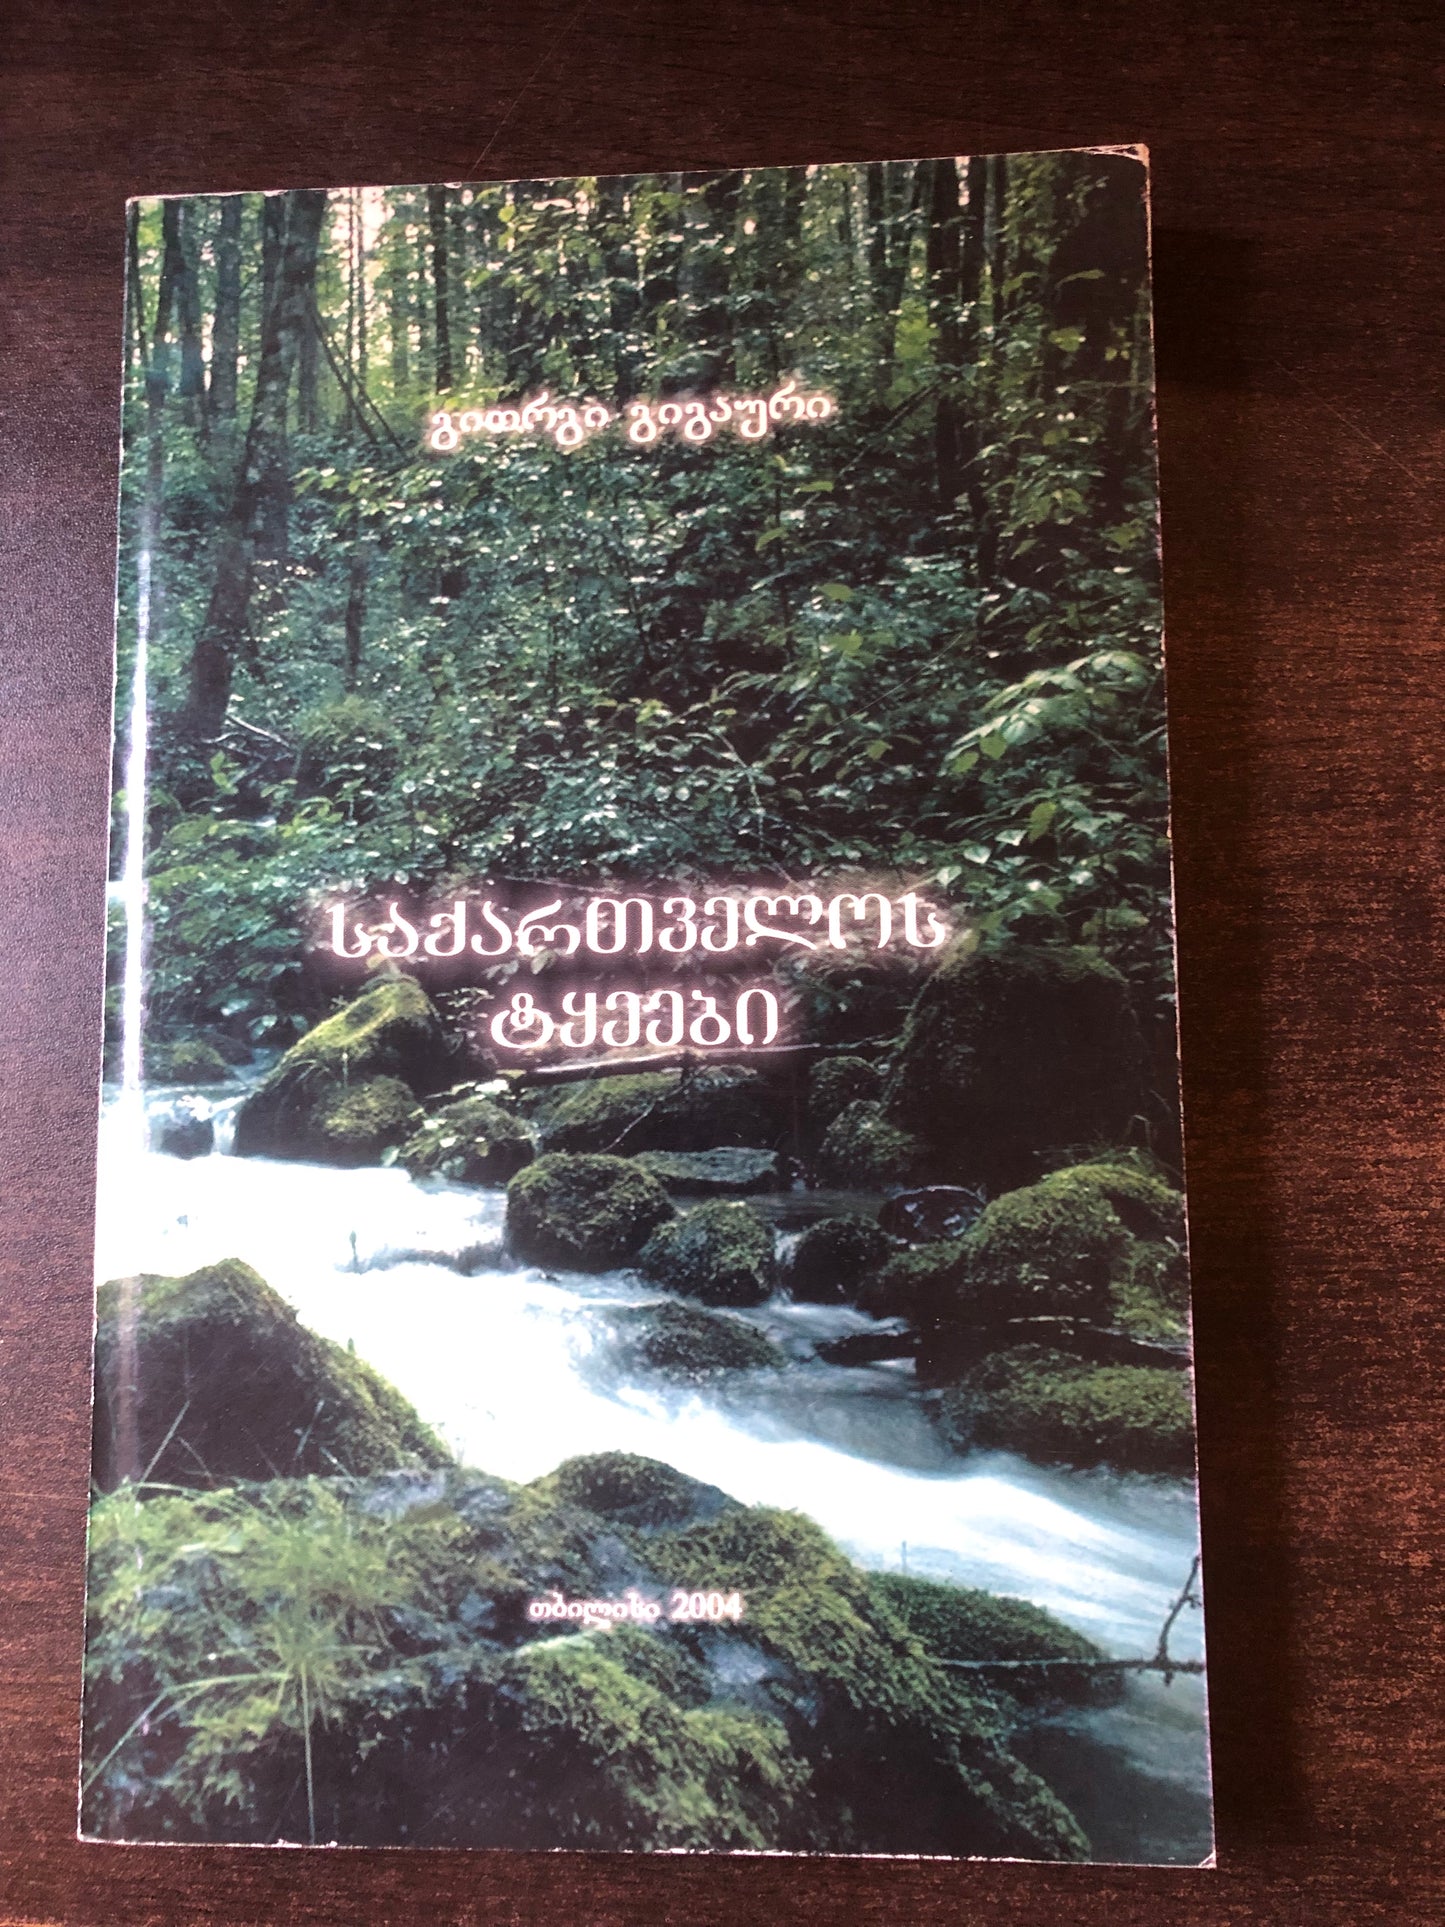 გიორგი გიგაური
საქართველოს
ტყეები
თბილისი 2004